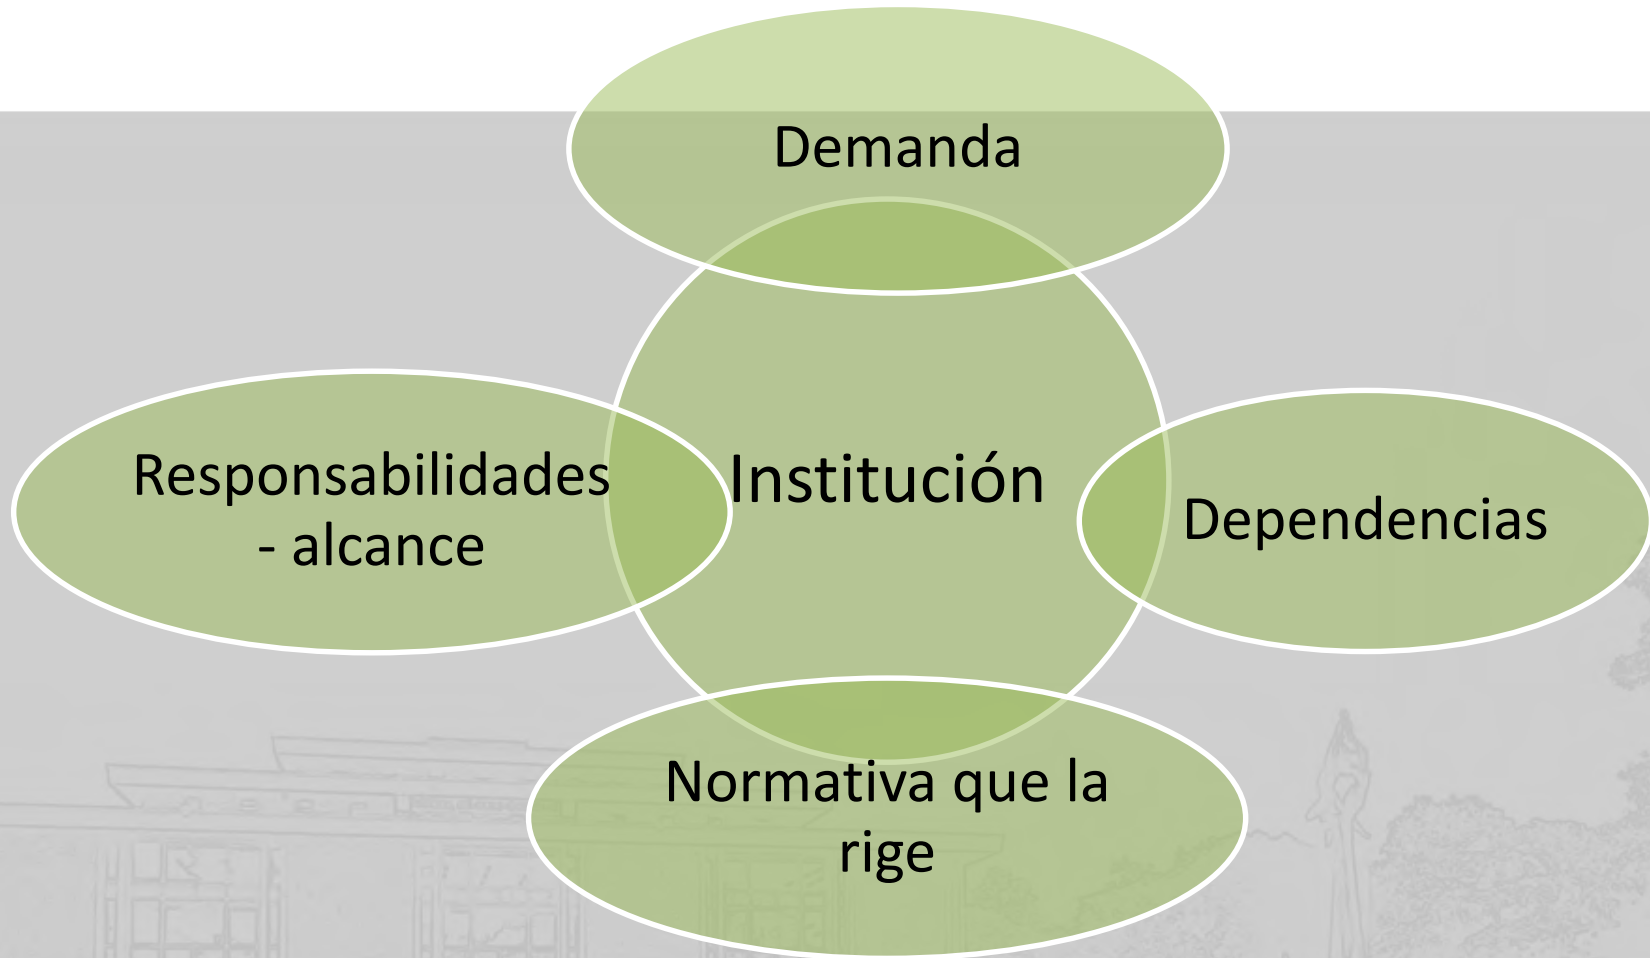 Demanda
Responsabilidades
- alcance
Institución
Dependencias
Normativa que la
rige